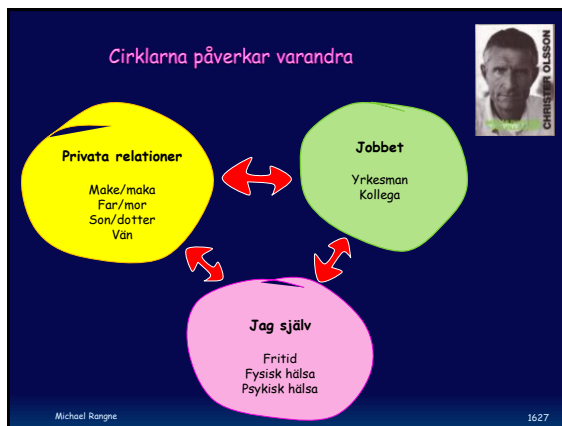 Cirklarna påverkar varandra
CHRISTER OLSSON
Privata relationer
Make/maka
Far/mor
Son/dotter
Vän
Jobbet
Yrkesman
Kollega
Jag själv
Fritid
Fysisk hälsa
Psykisk hälsa
Michael Rangne
1627